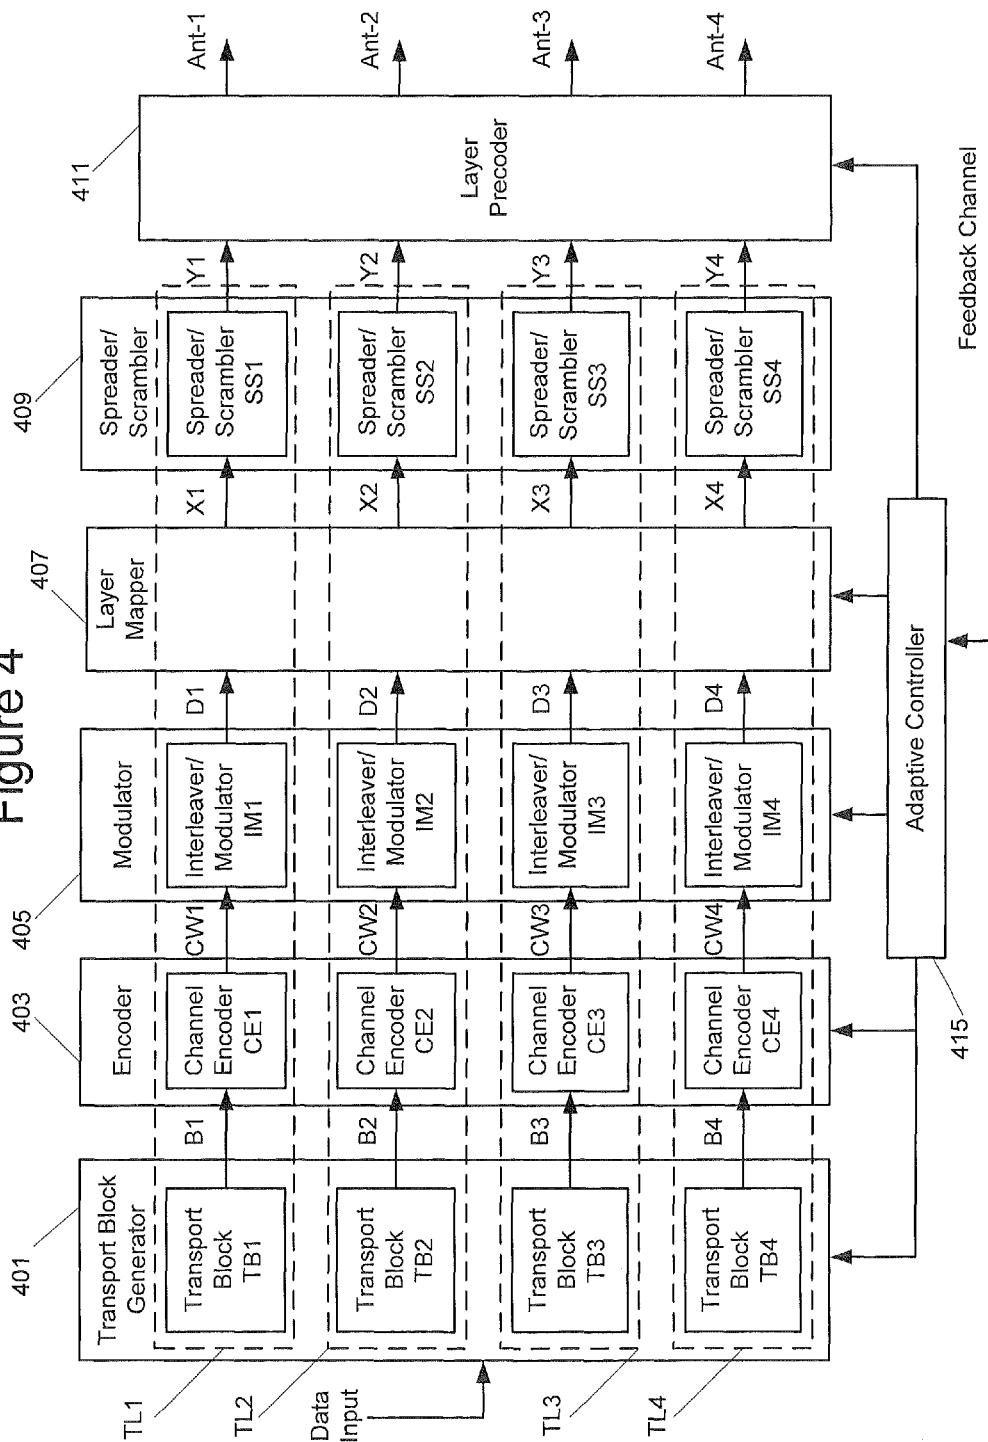 Figure 4
401
403
405
407
409
411
Transport Block
Generator
Encoder
Modulator
Layer
Mapper
Spreader/
Scrambler
Layer
Precoder
TL1
Transport
Block
TB1
B1
Channel
Encoder
CE1
CW1
Interleaver/
Modulator
IM1
D1
X1
Spreader/
Scrambler
SS1
Y1
Ant-1
TL2
Transport
Block
TB2
B2
Channel
Encoder
CE2
CW2
Interleaver/
Modulator
IM2
D2
X2
Spreader/
Scrambler
SS2
Y2
Ant-2
Data
Input
TL3
Transport
Block
TB3
B3
Channel
Encoder
CE3
CW3
Interleaver/
Modulator
IM3
D3
X3
Spreader/
Scrambler
SS3
Y3
Ant-3
TL4
Transport
Block
TB4
B4
Channel
Encoder
CE4
CW4
Interleaver/
Modulator
IM4
D4
X4
Spreader/
Scrambler
SS4
Y4
Ant-4
Adaptive Controller
415
Feedback Channel